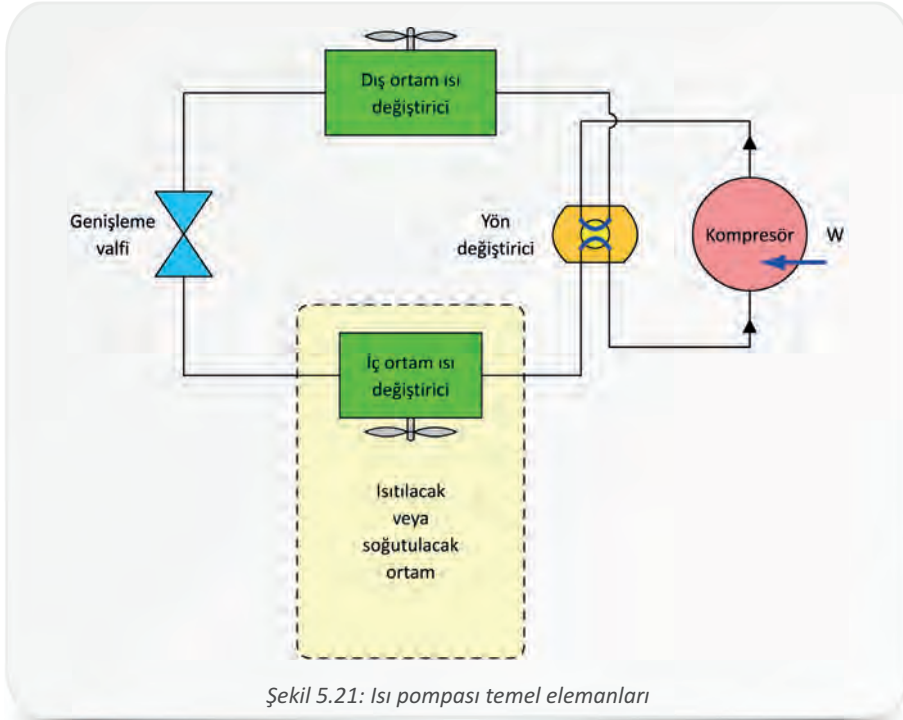 Dış ortam ısı
değiştirici
Genişleme
valfi
Yön
değiştirici
Kompresör
W
İç ortam ısı
değiştirici
Isıtılacak
veya
soğutulacak
ortam
Şekil 5.21: Isı pompası temel elemanları